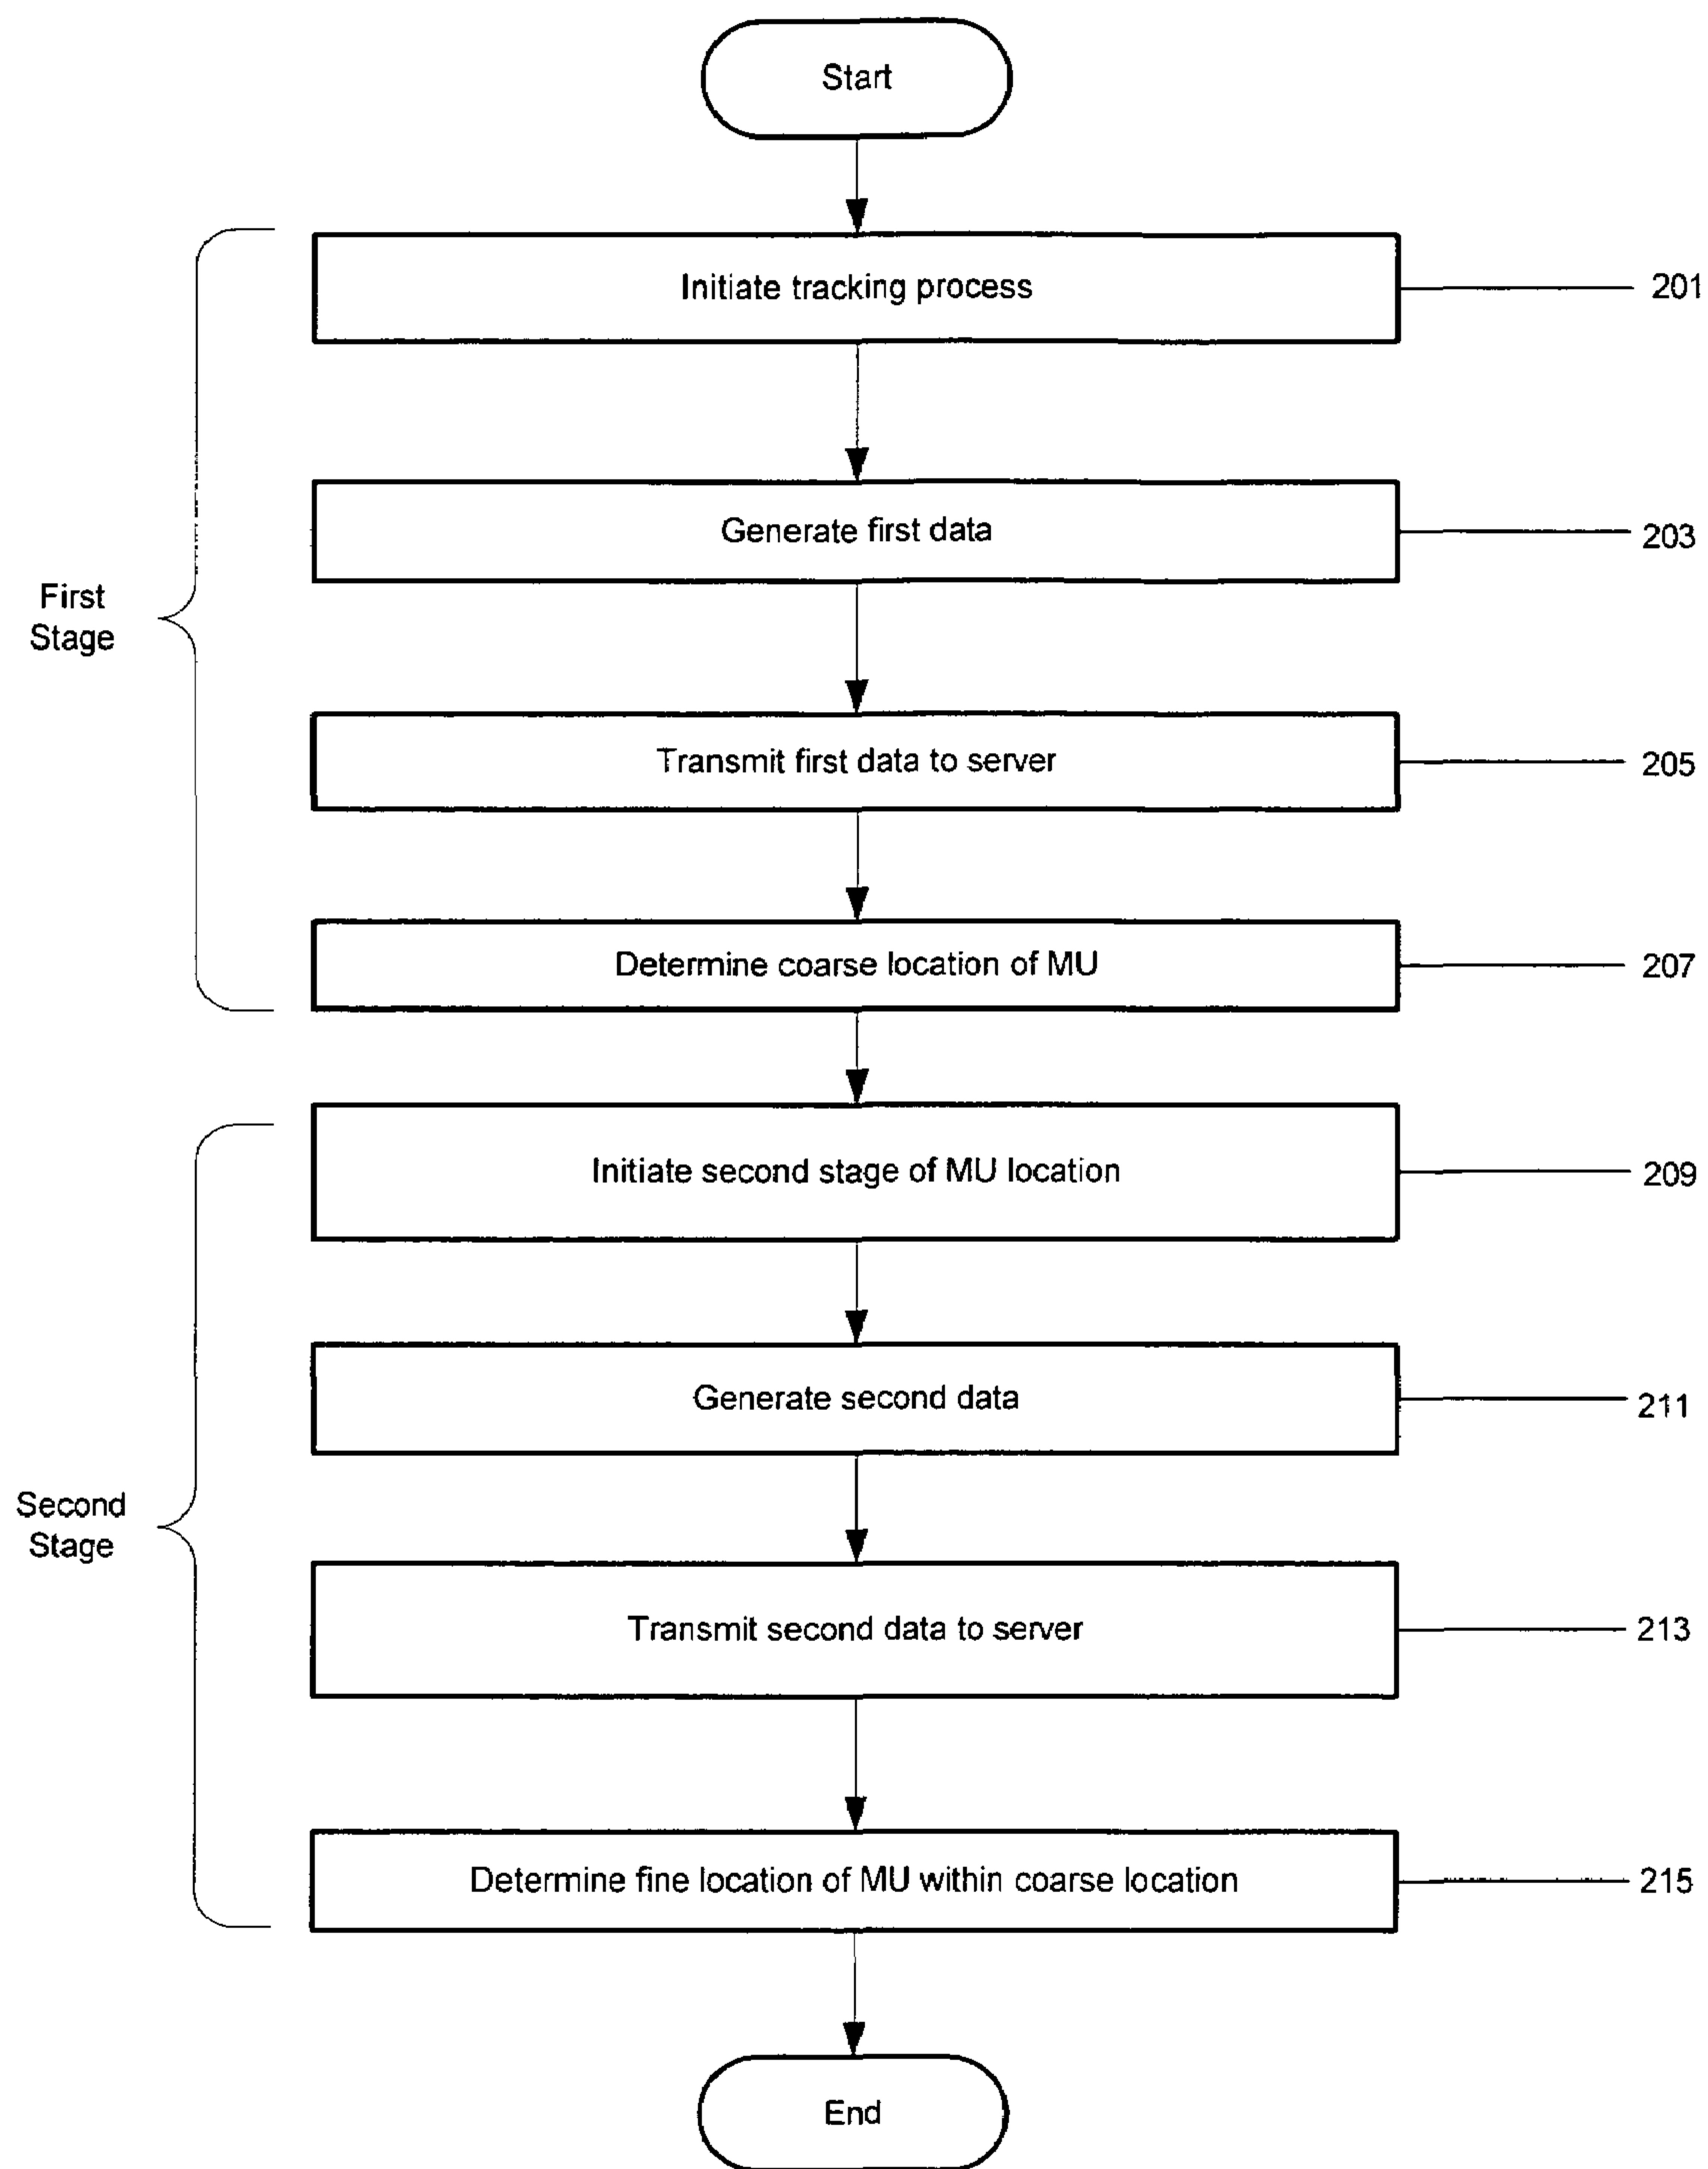 Start
Initiate tracking process
201
Generate first data
203
First
Stage
Transmit first data to server
205
Determine coarse location of MU
207
Initiate second stage of MU location
209
Generate second data
211
Second
Stage
Transmit second data to server
213
Determine fine location of MU within coarse location
215
End